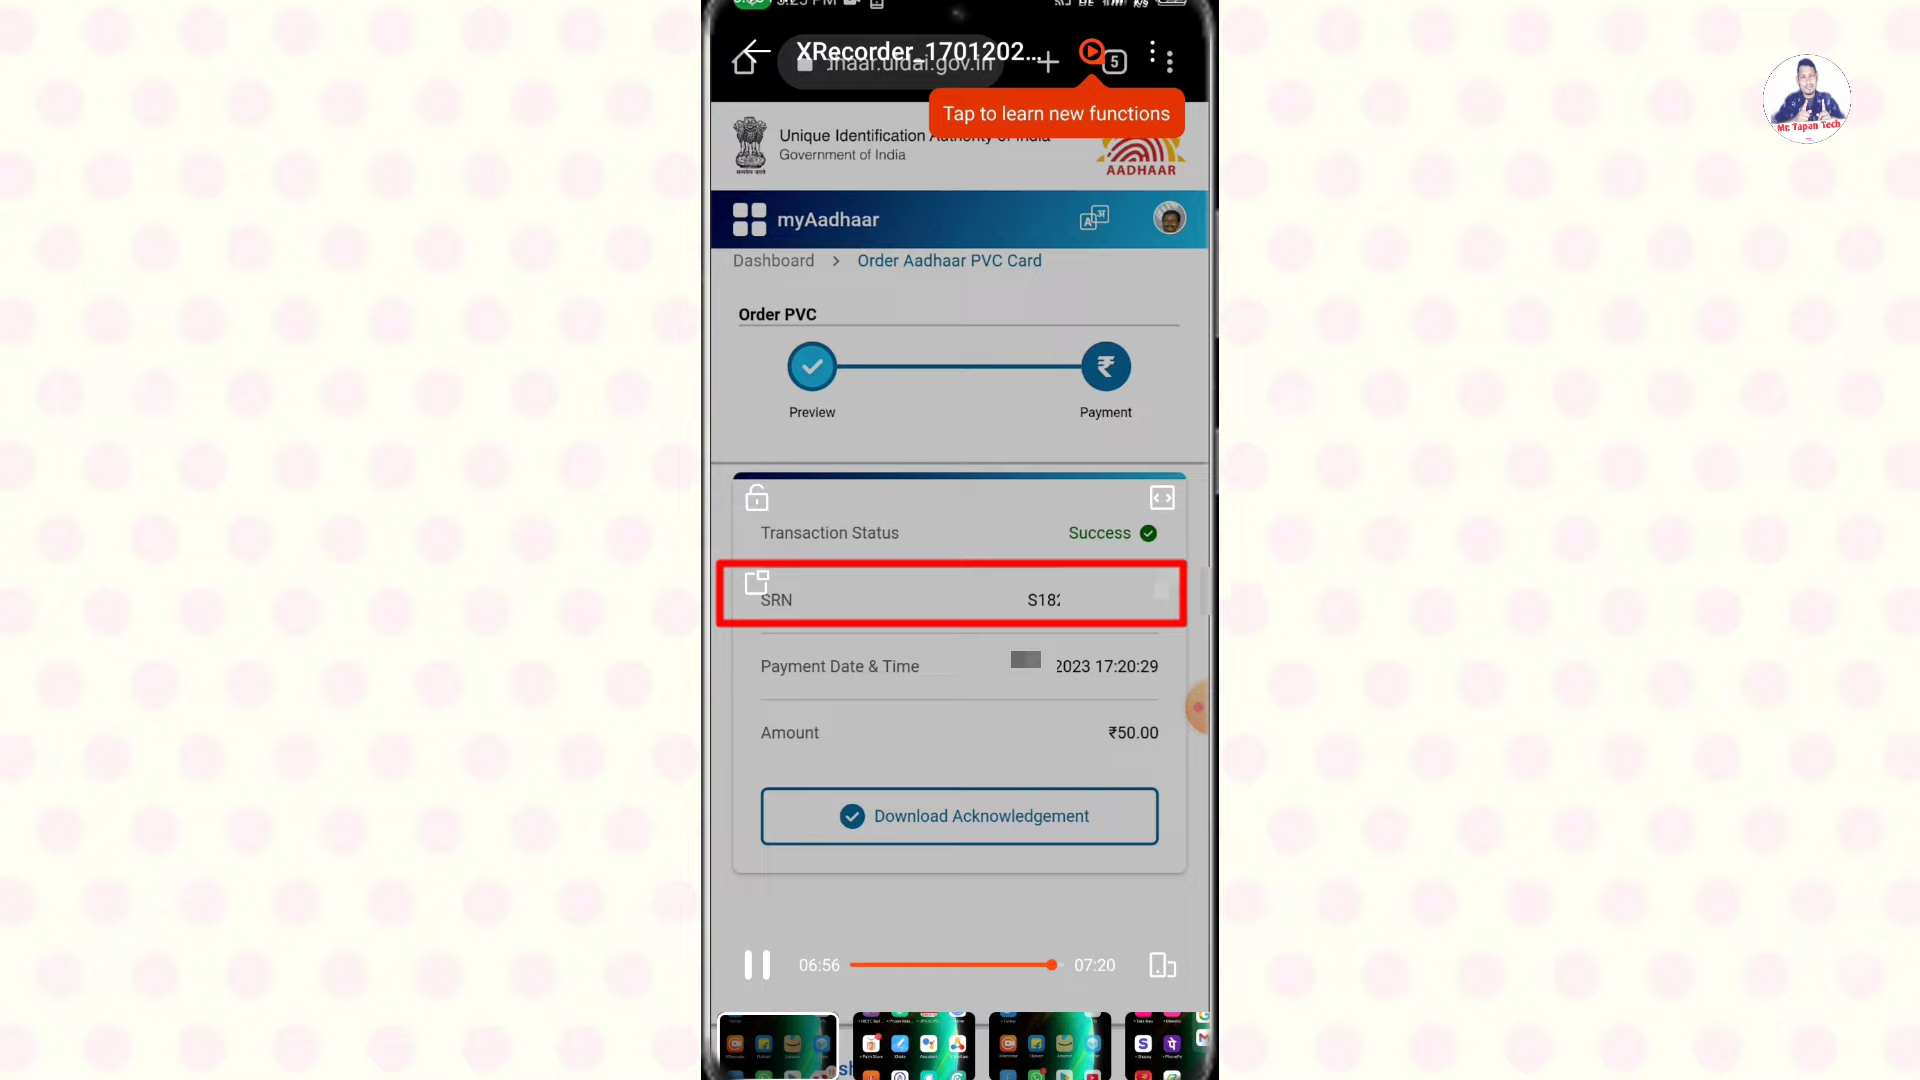 XRecorder_1701202...
5
Tap to learn new functions
Unique Identification Authority of India
Government of India
AADHAAR
myAadhaar
Dashboard > Order Aadhaar PVC Card
Order PVC
Preview
Payment
Transaction Status Success
SRN S182
Payment Date & Time 2023 17:20:29
Amount ₹50.00
Download Acknowledgement
06:56 07:20
Mr. Tapan Tech